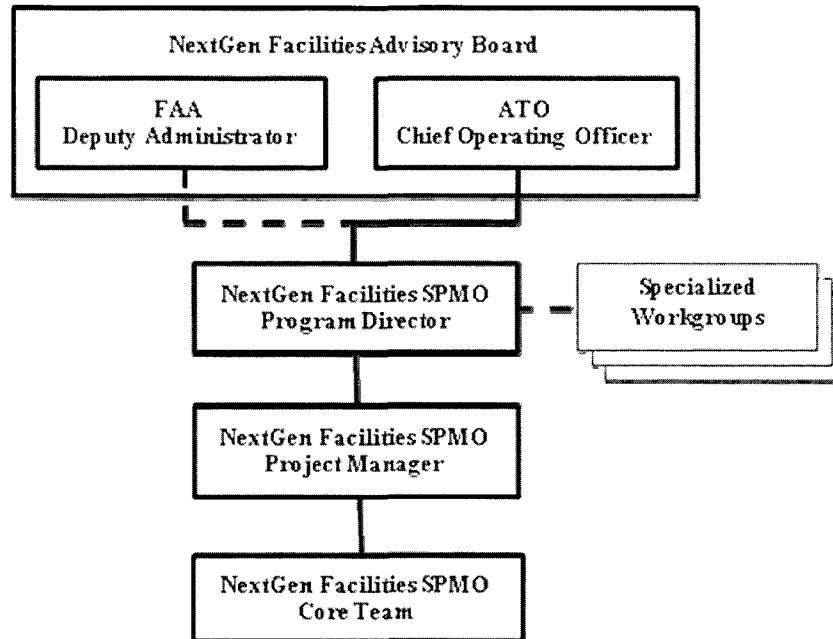 NextGen Facilities Advisory Board
FAA
Deputy Administrator
ATO
Chief Operating Officer
NextGen Facilities SPMO
Program Director
Specialized
Workgroups
NextGen Facilities SPMO
Project Manager
NextGen Facilities SPMO
Core Team